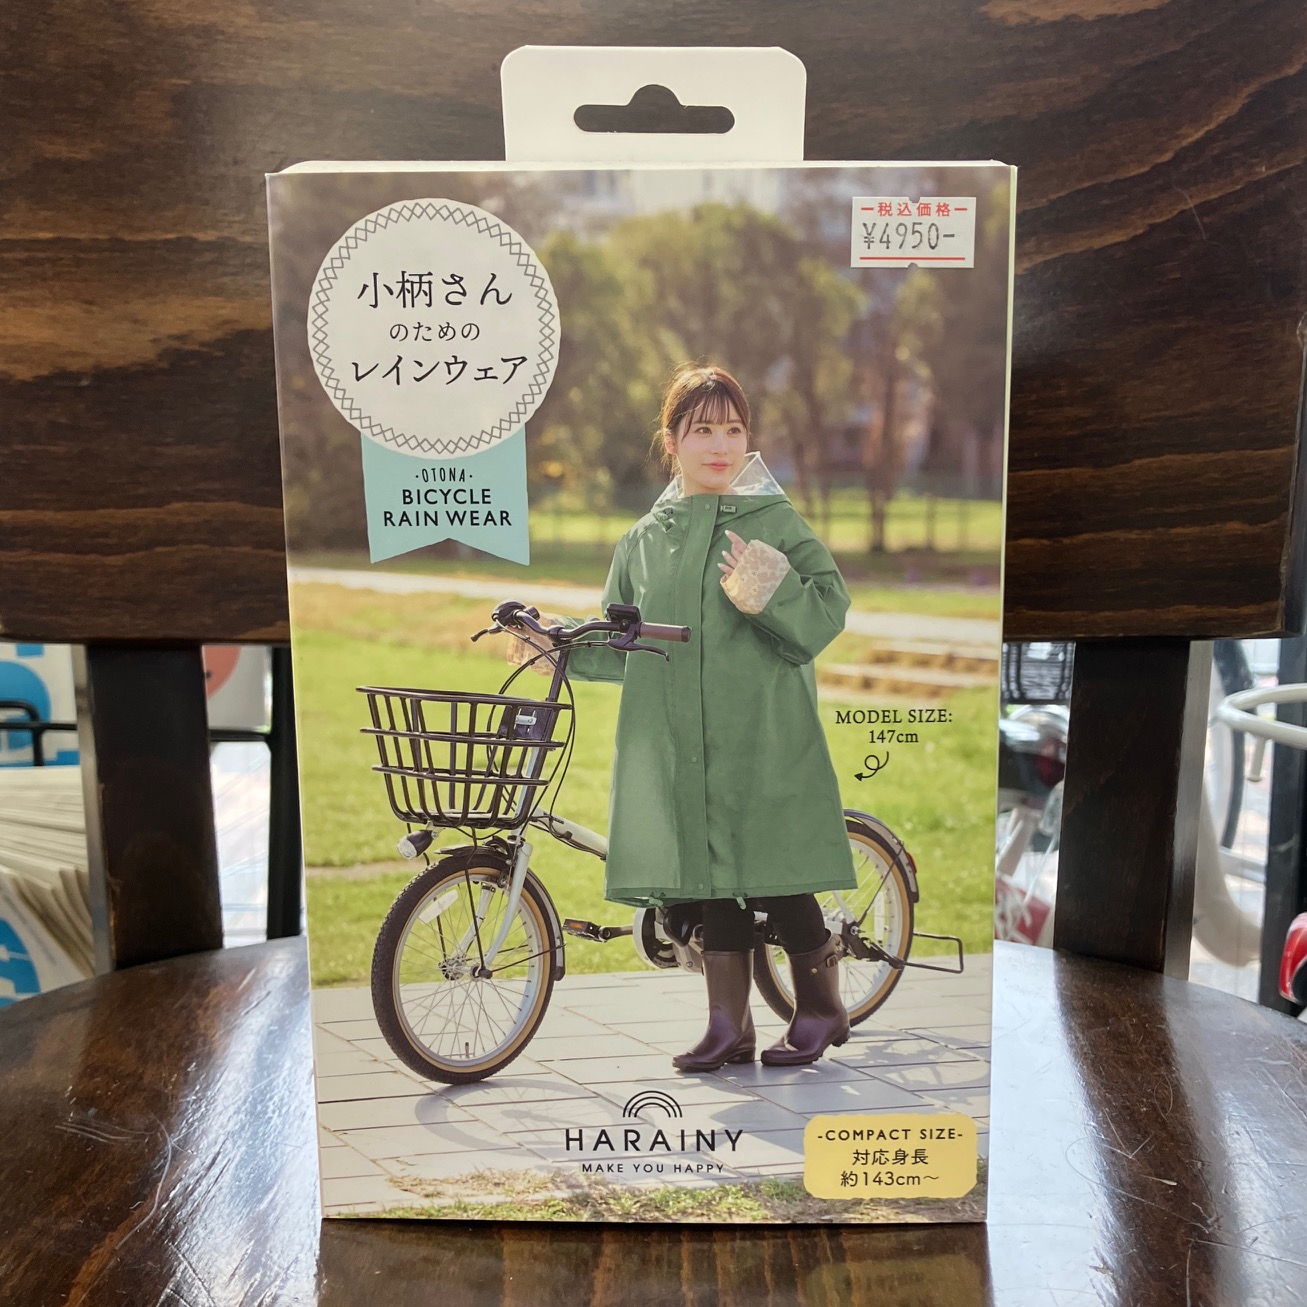 税込価格
¥4950-
小柄さん
のための
レインウェア
・OTONA・
BICYCLE
RAIN WEAR
MODEL SIZE:
147cm
HARAINY
MAKE YOU HAPPY
-COMPACT SIZE-
対応身長
約143cm～